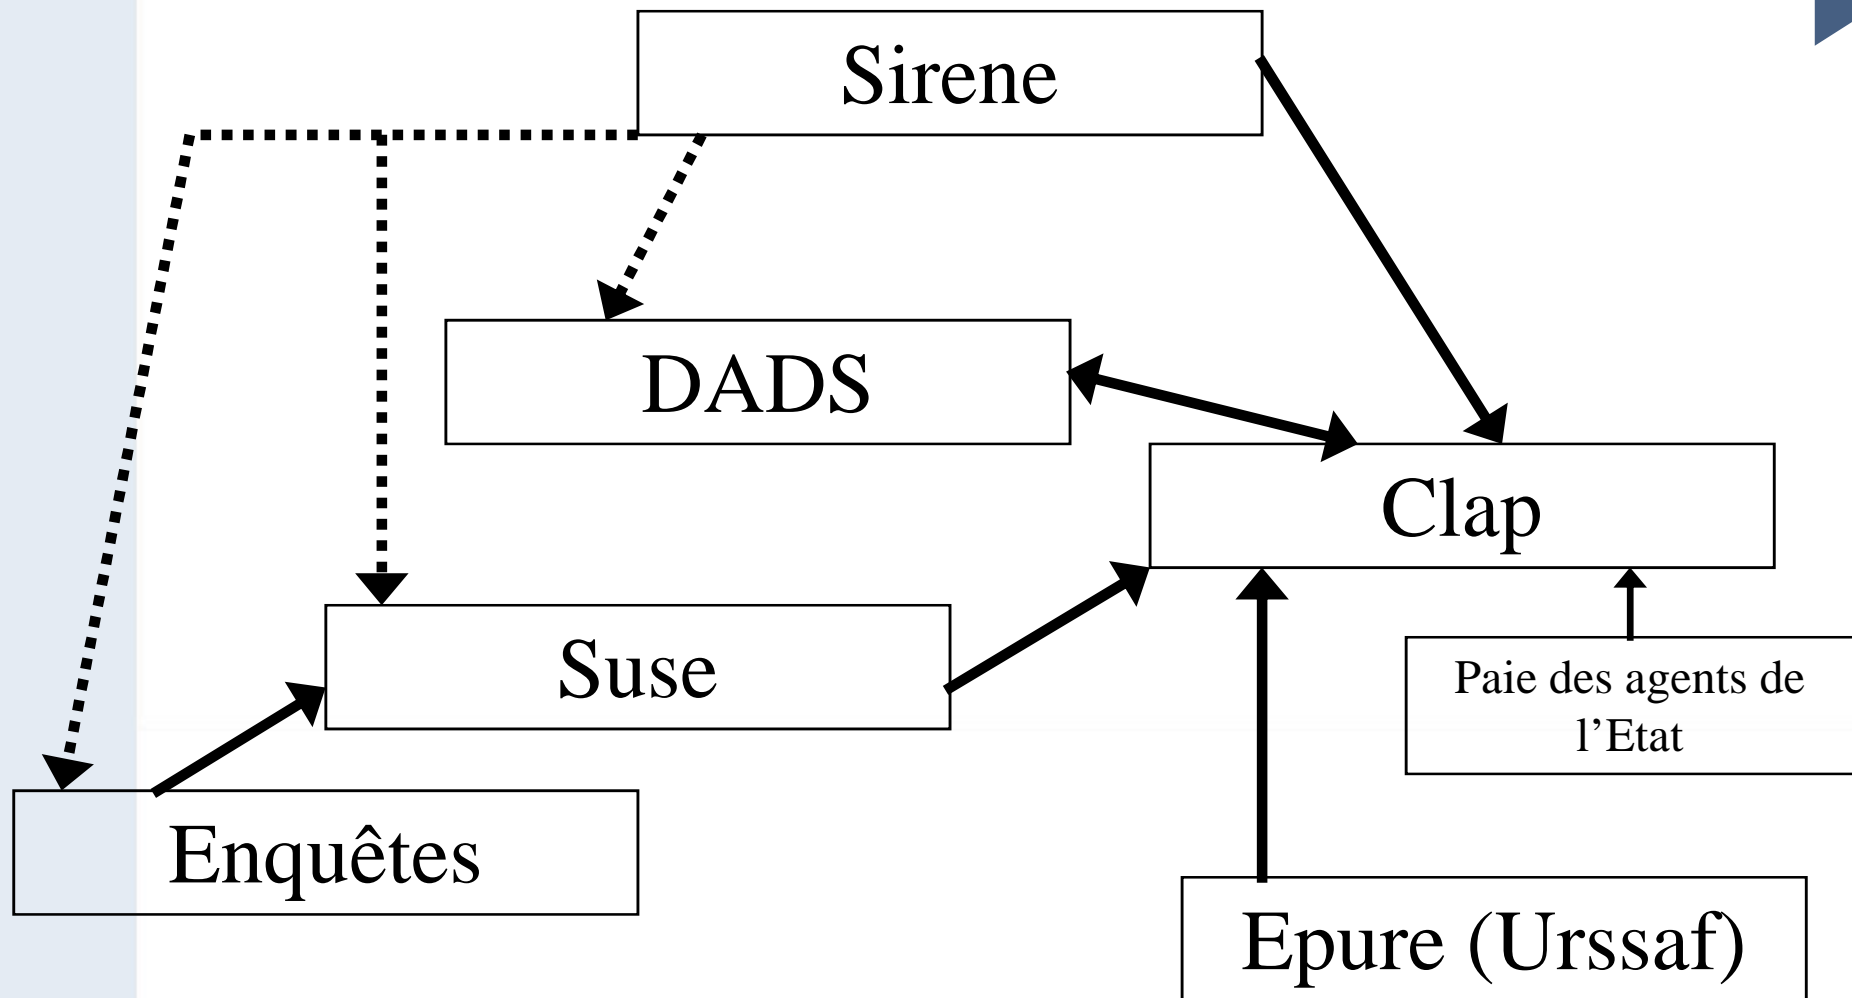 Sirene
DADS
Clap
Suse
Paie des agents de
l’Etat
Enquêtes
Epure (Urssaf)